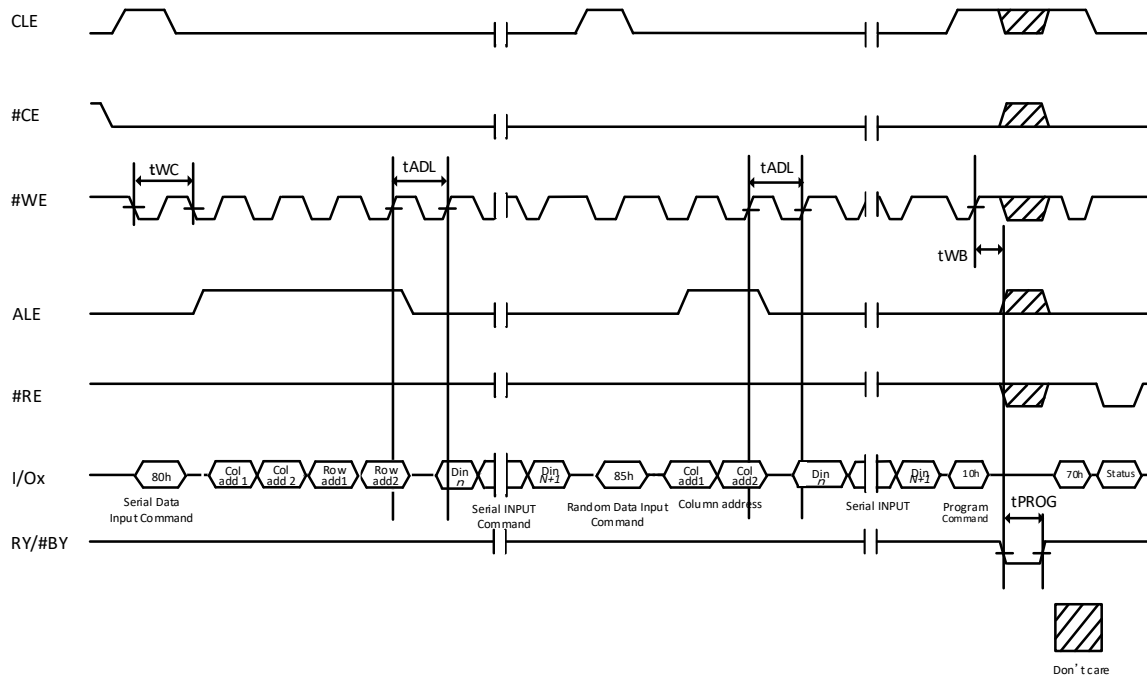 CLE
#CE
tWC
tADL
tADL
#WE
tWB
ALE
#RE
I/Ox
80h
Col
add 1
Col
add 2
Row
add1
Row
add2
Din
n
Din
N+1
85h
Col
add1
Col
add2
Din
n
Din
N+1
10h
70h
Status
Serial Data
Input Command
Serial INPUT
Command
Random Data Input
Command
Column address
Serial INPUT
Program
Command
tPROG
RY/#BY
Don't care